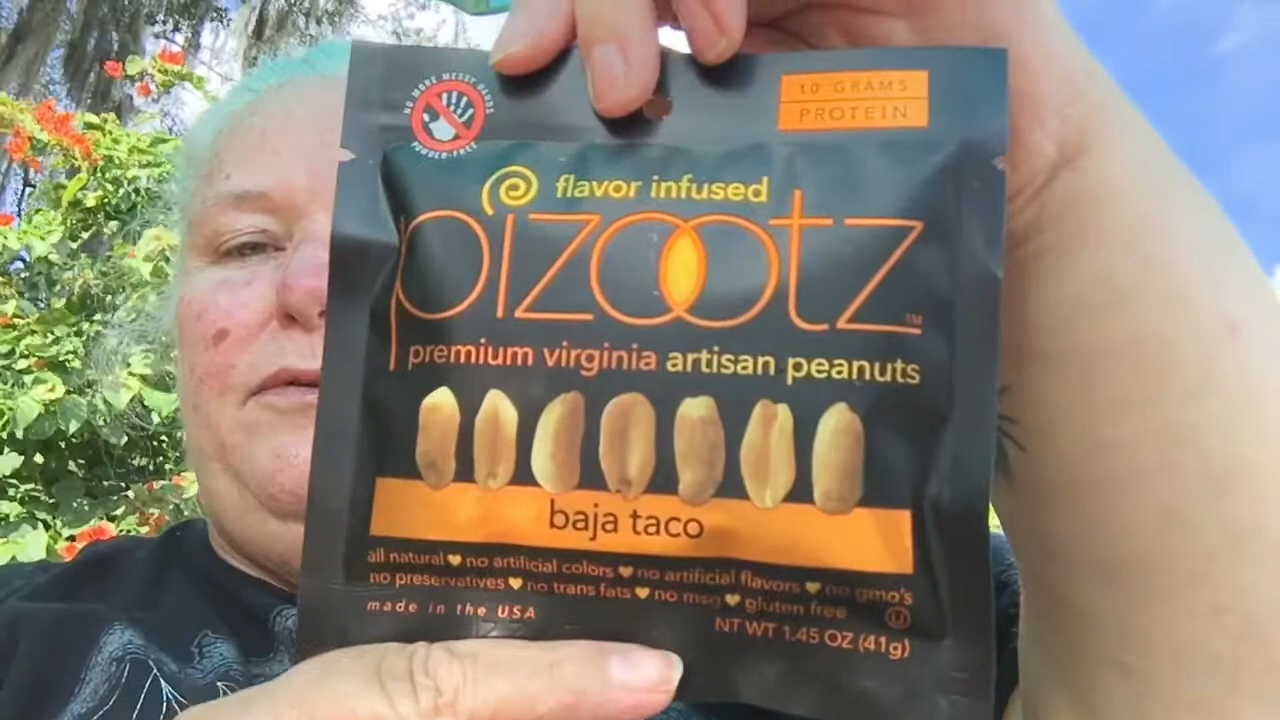 NO MORE MESSY HANDS
POWDER-FREE
10 GRAMS
PROTEIN
flavor infused
pizootz™
premium virginia artisan peanuts
baja taco
all natural ♥ no artificial colors ♥ no artificial flavors ♥ no gmo's
no preservatives ♥ no trans fats ♥ no msg ♥ gluten free
made in the USA
U
NT WT 1.45 OZ (41g)